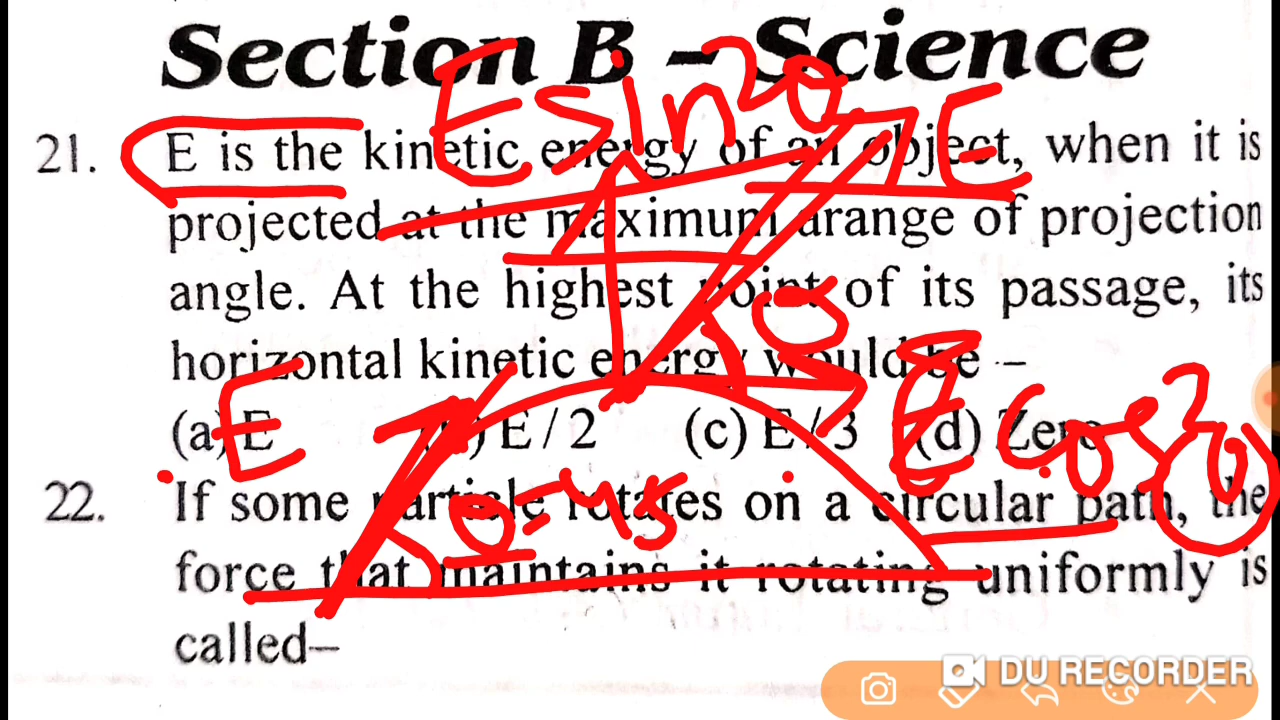 Section B – Science
21. E is the kinetic energy of an object, when it is
projected at the maximum arange of projection
angle. At the highest point of its passage, its
horizontal kinetic energy would be –
(a) E (b) E / 2 (c) E / 3 (d) Zero
22. If some particle rotates on a circular path, the
force that maintains it rotating uniformly is
called–
E sin²θ
E
θ
E
E cos²θ
θ=45
DU RECORDER